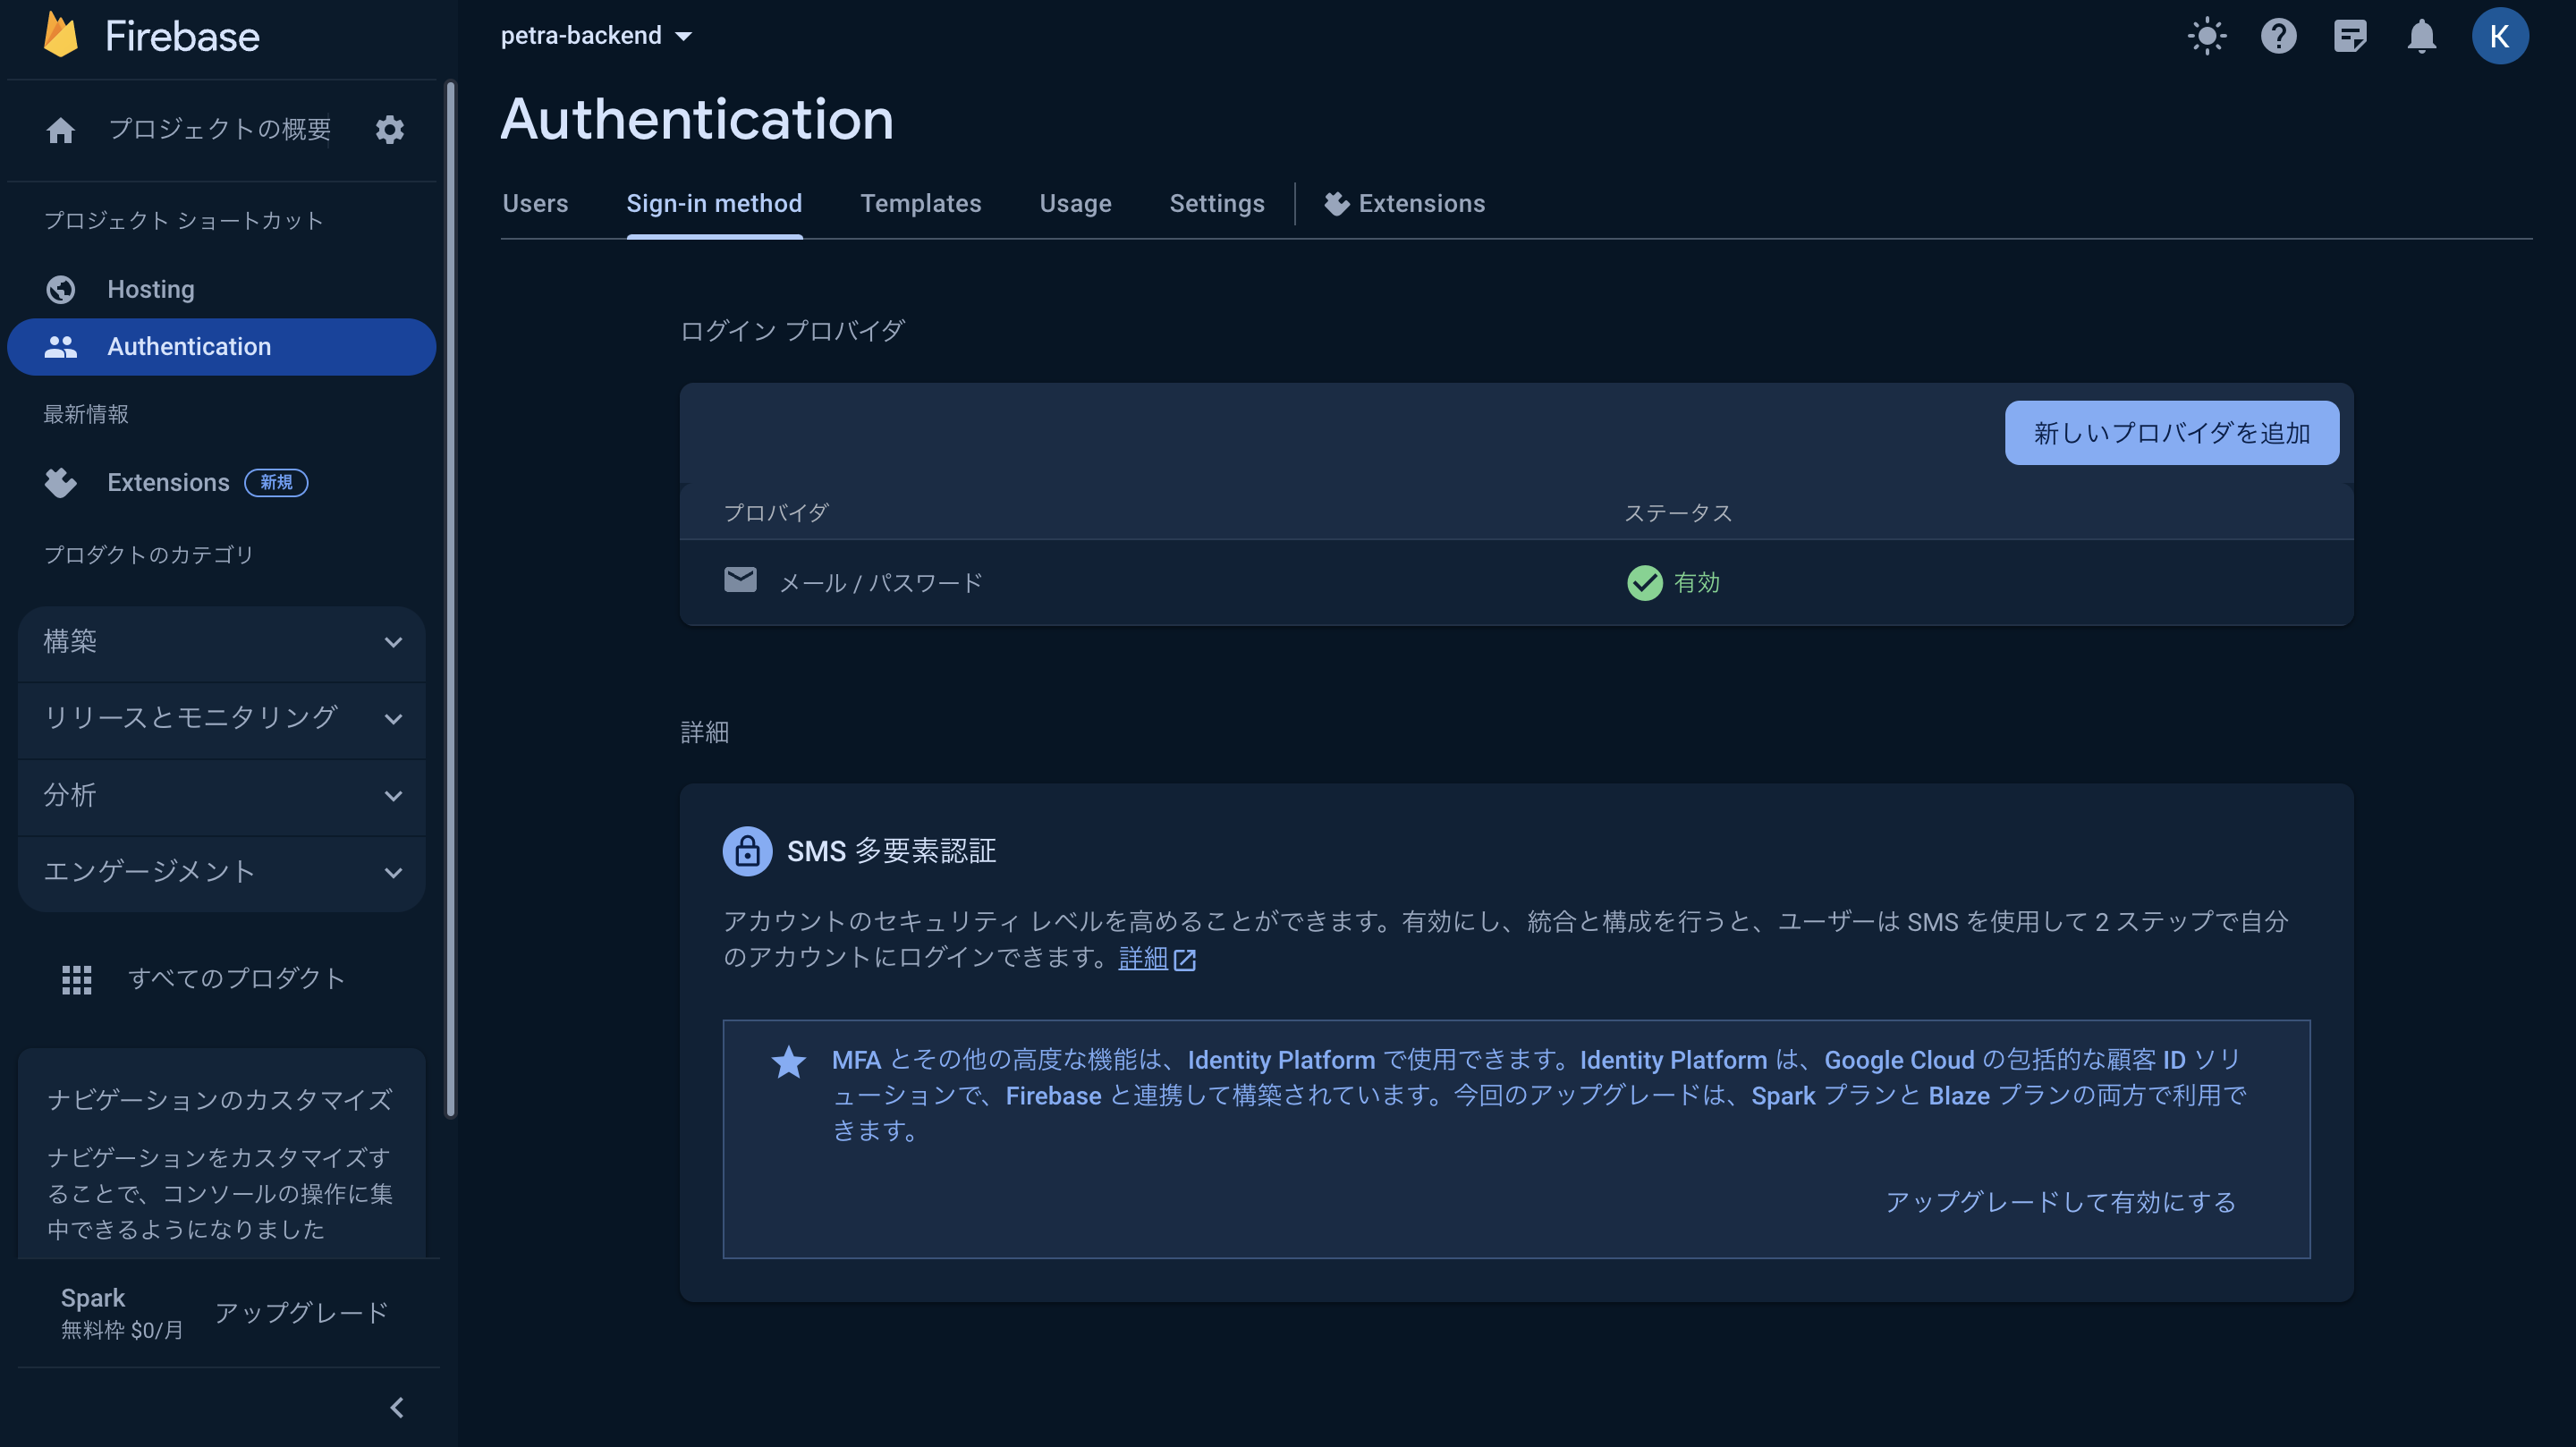 Firebase
プロジェクトの概要
プロジェクト ショートカット
Hosting
Authentication
最新情報
Extensions 新規
プロダクトのカテゴリ
構築
リリースとモニタリング
分析
エンゲージメント
すべてのプロダクト
ナビゲーションのカスタマイズ
ナビゲーションをカスタマイズす
ることで、コンソールの操作に集
中できるようになりました
Spark
無料枠 $0/月
アップグレード
petra-backend
K
Authentication
Users Sign-in method Templates Usage Settings Extensions
ログイン プロバイダ
新しいプロバイダを追加
プロバイダ ステータス
メール / パスワード 有効
詳細
SMS 多要素認証
アカウントのセキュリティ レベルを高めることができます。有効にし、統合と構成を行うと、ユーザーは SMS を使用して 2 ステップで自分
のアカウントにログインできます。詳細
MFA とその他の高度な機能は、Identity Platform で使用できます。Identity Platform は、Google Cloud の包括的な顧客 ID ソリ
ューションで、Firebase と連携して構築されています。今回のアップグレードは、Spark プランと Blaze プランの両方で利用で
きます。
アップグレードして有効にする